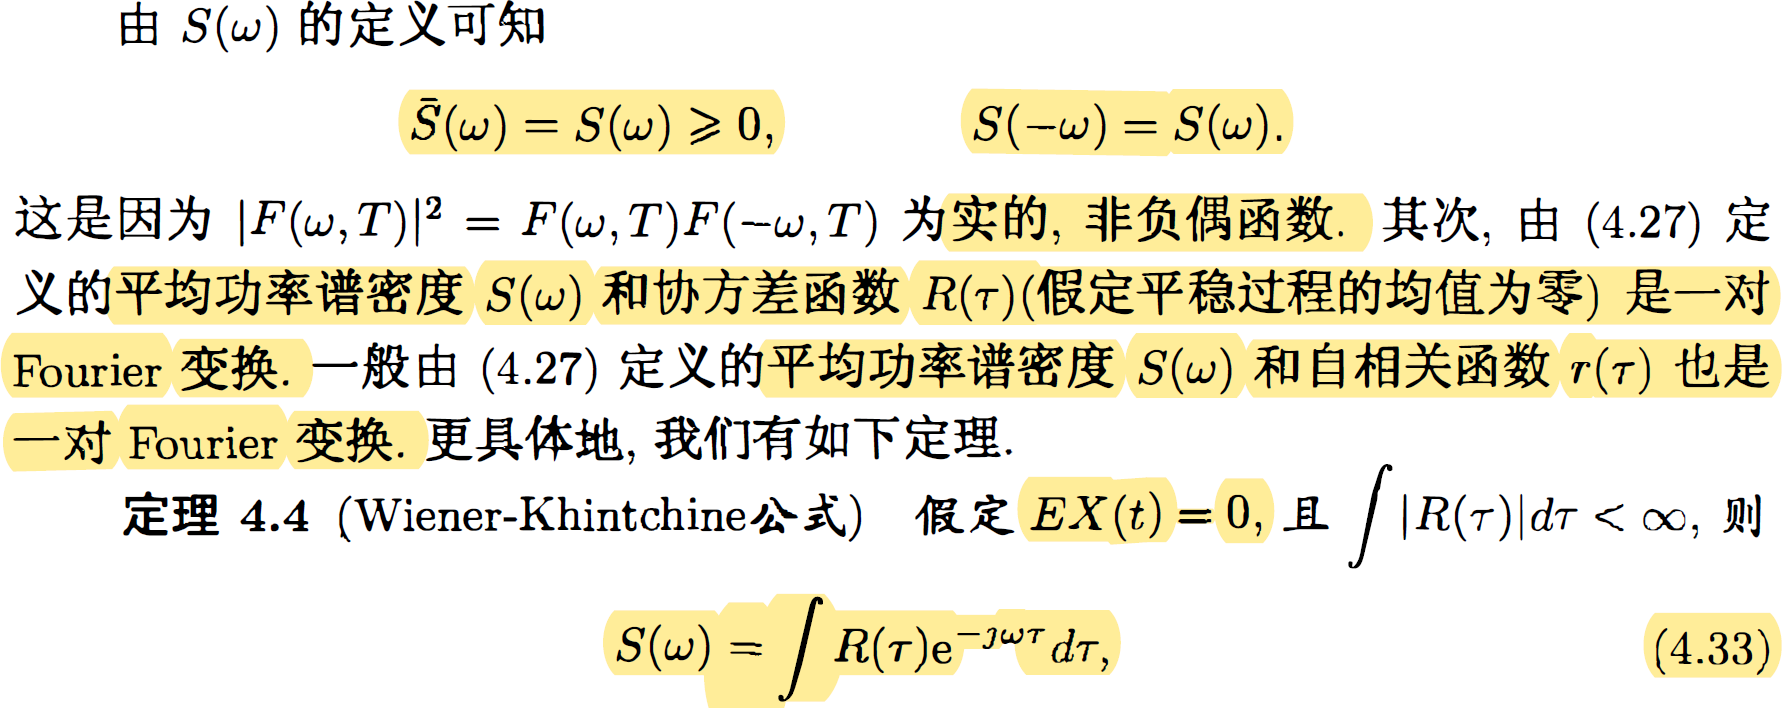 由 S(ω) 的定义可知
S̄(ω) = S(ω) ⩾ 0, S(−ω) = S(ω).
这是因为 |F(ω, T)|² = F(ω, T)F(−ω, T) 为实的, 非负偶函数. 其次, 由 (4.27) 定
义的平均功率谱密度 S(ω) 和协方差函数 R(τ)(假定平稳过程的均值为零) 是一对
Fourier 变换. 一般由 (4.27) 定义的平均功率谱密度 S(ω) 和自相关函数 r(τ) 也是
一对 Fourier 变换. 更具体地, 我们有如下定理.
定理 4.4 (Wiener-Khintchine公式) 假定 EX(t) = 0, 且 ∫|R(τ)|dτ < ∞, 则
S(ω) = ∫ R(τ)e^{−ȷωτ} dτ, (4.33)